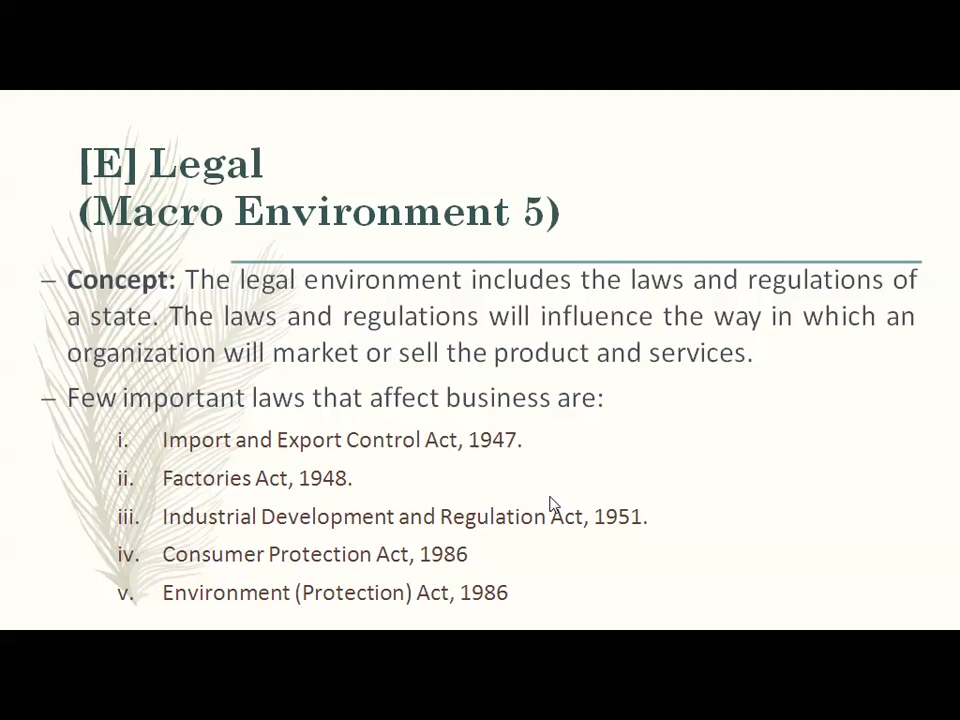 [E] Legal
(Macro Environment 5)
– Concept: The legal environment includes the laws and regulations of
a state. The laws and regulations will influence the way in which an
organization will market or sell the product and services.
– Few important laws that affect business are:
i. Import and Export Control Act, 1947.
ii. Factories Act, 1948.
iii. Industrial Development and Regulation Act, 1951.
iv. Consumer Protection Act, 1986
v. Environment (Protection) Act, 1986